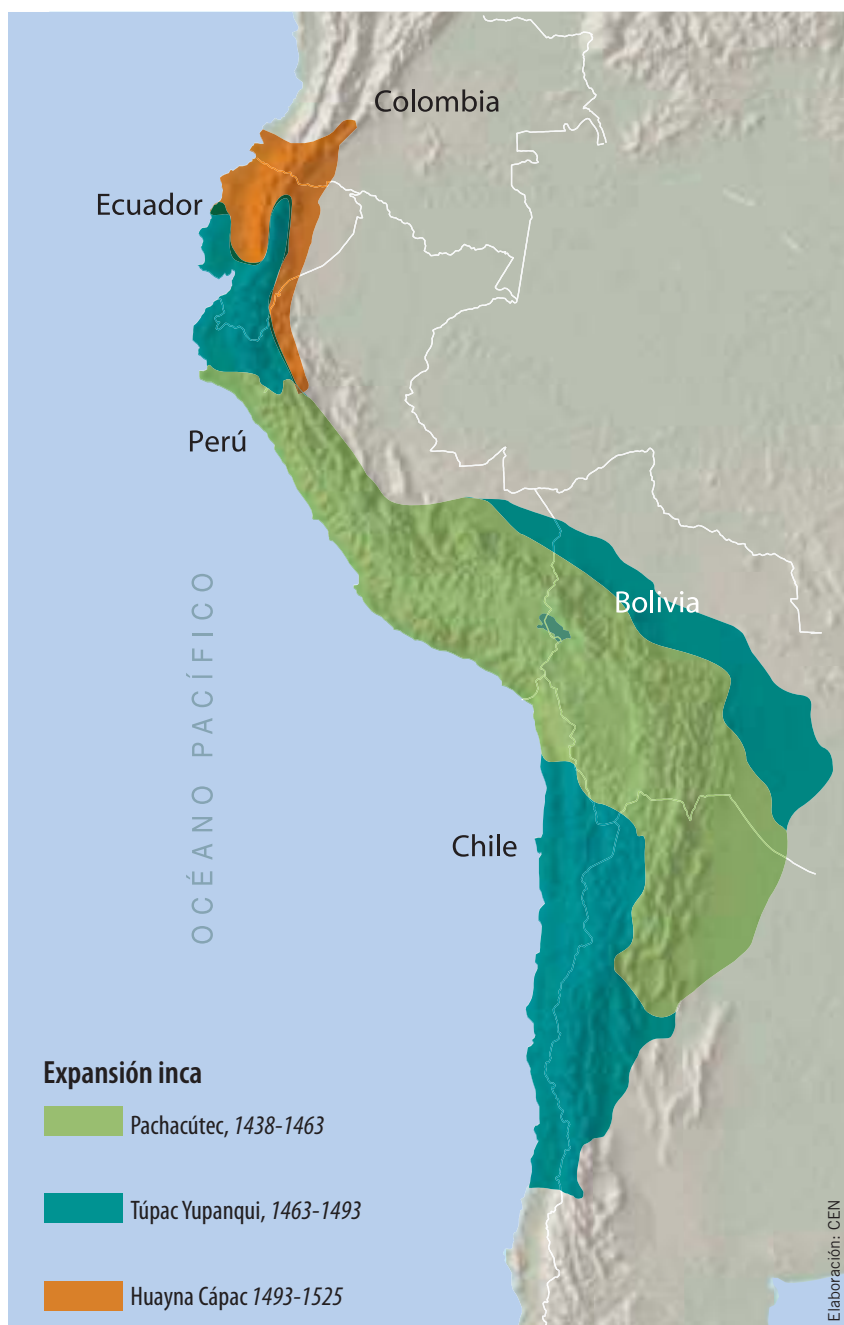 Colombia
Ecuador
Perú
Bolivia
OCÉANO PACÍFICO
Chile
Expansión inca
Pachacútec, 1438-1463
Túpac Yupanqui, 1463-1493
Huayna Cápac 1493-1525
Elaboración: CEN